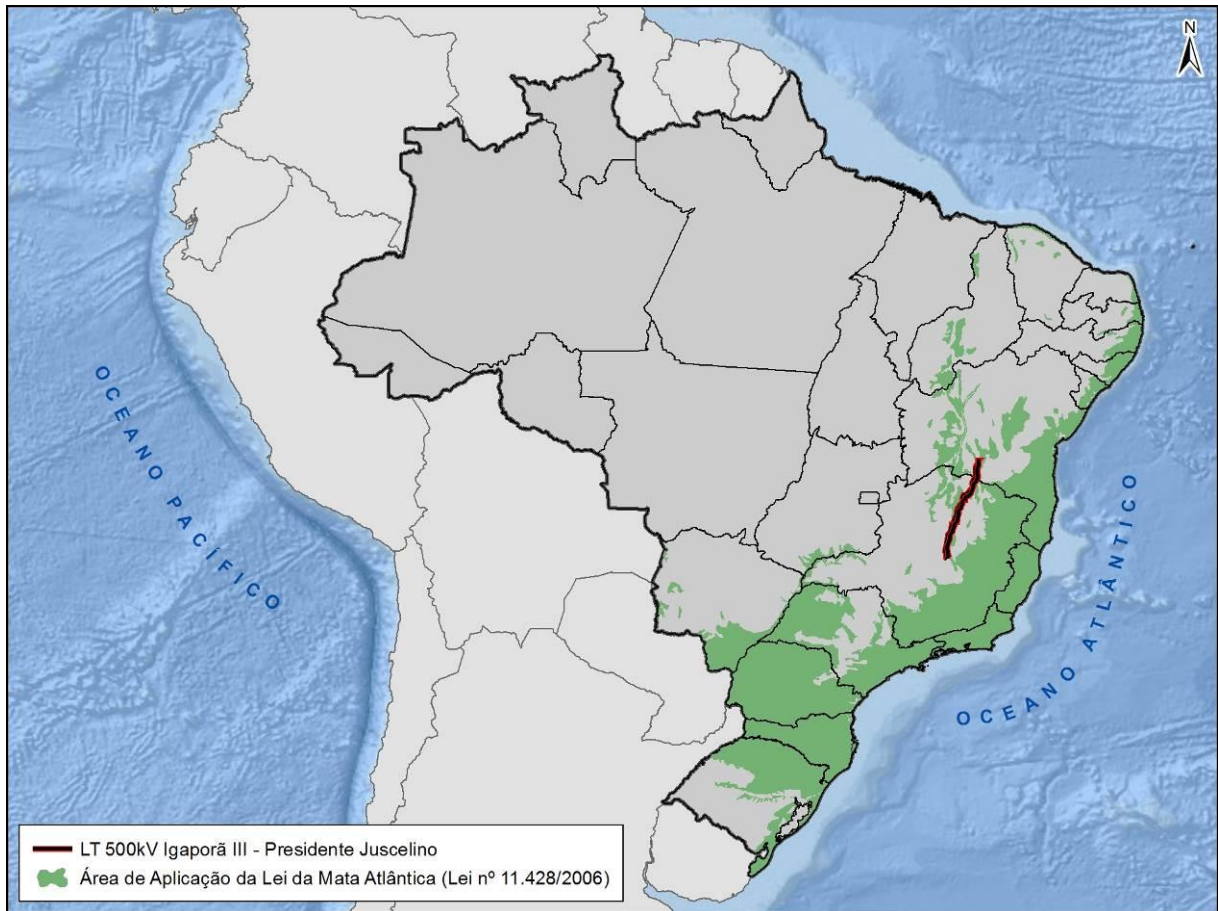 N
OCEANO PACÍFICO
OCEANO ATLÂNTICO
LT 500kV Igaporã III - Presidente Juscelino
Área de Aplicação da Lei da Mata Atlântica (Lei nº 11.428/2006)